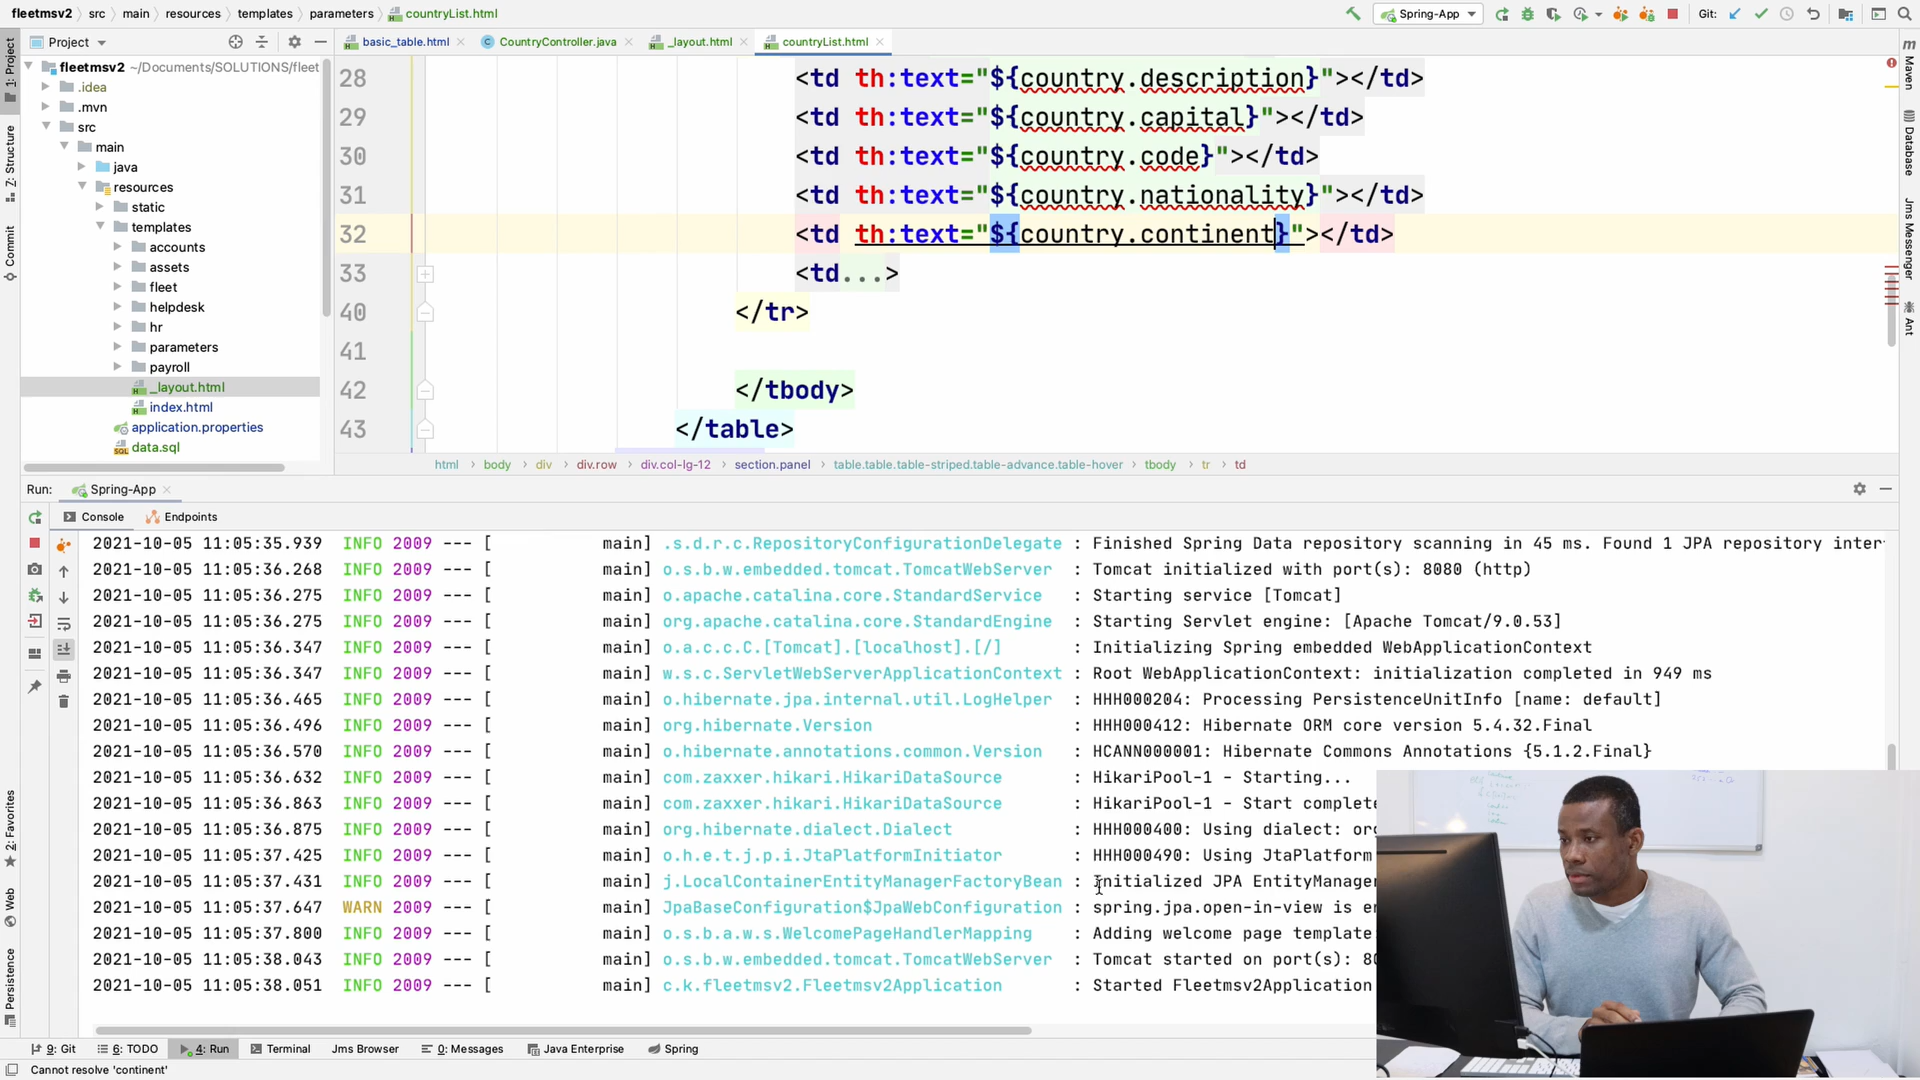 fleetmsv2 › src › main › resources › templates › parameters › countryList.html
Spring-App
Git:
Project
basic_table.html
CountryController.java
_layout.html
countryList.html
fleetmsv2 ~/Documents/SOLUTIONS/fleet
.idea
.mvn
src
main
java
resources
static
templates
accounts
assets
fleet
helpdesk
hr
parameters
payroll
_layout.html
index.html
application.properties
data.sql
1: Project
Z: Structure
Commit
2: Favorites
Web
Persistence
28 <td th:text="${country.description}"></td>
29 <td th:text="${country.capital}"></td>
30 <td th:text="${country.code}"></td>
31 <td th:text="${country.nationality}"></td>
32 <td th:text="${country.continent}"></td>
33 <td...>
40 </tr>
41
42 </tbody>
43 </table>
m Maven
Database
Jms Messenger
Ant
html › body › div › div.row › div.col-lg-12 › section.panel › table.table.table-striped.table-advance.table-hover › tbody › tr › td
Run: Spring-App
Console
Endpoints
2021-10-05 11:05:35.939 INFO 2009 --- [ main] .s.d.r.c.RepositoryConfigurationDelegate : Finished Spring Data repository scanning in 45 ms. Found 1 JPA repository inter
2021-10-05 11:05:36.268 INFO 2009 --- [ main] o.s.b.w.embedded.tomcat.TomcatWebServer : Tomcat initialized with port(s): 8080 (http)
2021-10-05 11:05:36.275 INFO 2009 --- [ main] o.apache.catalina.core.StandardService : Starting service [Tomcat]
2021-10-05 11:05:36.275 INFO 2009 --- [ main] org.apache.catalina.core.StandardEngine : Starting Servlet engine: [Apache Tomcat/9.0.53]
2021-10-05 11:05:36.347 INFO 2009 --- [ main] o.a.c.c.C.[Tomcat].[localhost].[/] : Initializing Spring embedded WebApplicationContext
2021-10-05 11:05:36.347 INFO 2009 --- [ main] w.s.c.ServletWebServerApplicationContext : Root WebApplicationContext: initialization completed in 949 ms
2021-10-05 11:05:36.465 INFO 2009 --- [ main] o.hibernate.jpa.internal.util.LogHelper : HHH000204: Processing PersistenceUnitInfo [name: default]
2021-10-05 11:05:36.496 INFO 2009 --- [ main] org.hibernate.Version : HHH000412: Hibernate ORM core version 5.4.32.Final
2021-10-05 11:05:36.570 INFO 2009 --- [ main] o.hibernate.annotations.common.Version : HCANN000001: Hibernate Commons Annotations {5.1.2.Final}
2021-10-05 11:05:36.632 INFO 2009 --- [ main] com.zaxxer.hikari.HikariDataSource : HikariPool-1 - Starting...
2021-10-05 11:05:36.863 INFO 2009 --- [ main] com.zaxxer.hikari.HikariDataSource : HikariPool-1 - Start complete
2021-10-05 11:05:36.875 INFO 2009 --- [ main] org.hibernate.dialect.Dialect : HHH000400: Using dialect: org
2021-10-05 11:05:37.425 INFO 2009 --- [ main] o.h.e.t.j.p.i.JtaPlatformInitiator : HHH000490: Using JtaPlatform
2021-10-05 11:05:37.431 INFO 2009 --- [ main] j.LocalContainerEntityManagerFactoryBean : Initialized JPA EntityManager
2021-10-05 11:05:37.647 WARN 2009 --- [ main] JpaBaseConfiguration$JpaWebConfiguration : spring.jpa.open-in-view is en
2021-10-05 11:05:37.800 INFO 2009 --- [ main] o.s.b.a.w.s.WelcomePageHandlerMapping : Adding welcome page template
2021-10-05 11:05:38.043 INFO 2009 --- [ main] o.s.b.w.embedded.tomcat.TomcatWebServer : Tomcat started on port(s): 80
2021-10-05 11:05:38.051 INFO 2009 --- [ main] c.k.fleetmsv2.Fleetmsv2Application : Started Fleetmsv2Application
9: Git
6: TODO
4: Run
Terminal
Jms Browser
0: Messages
Java Enterprise
Spring
Cannot resolve 'continent'